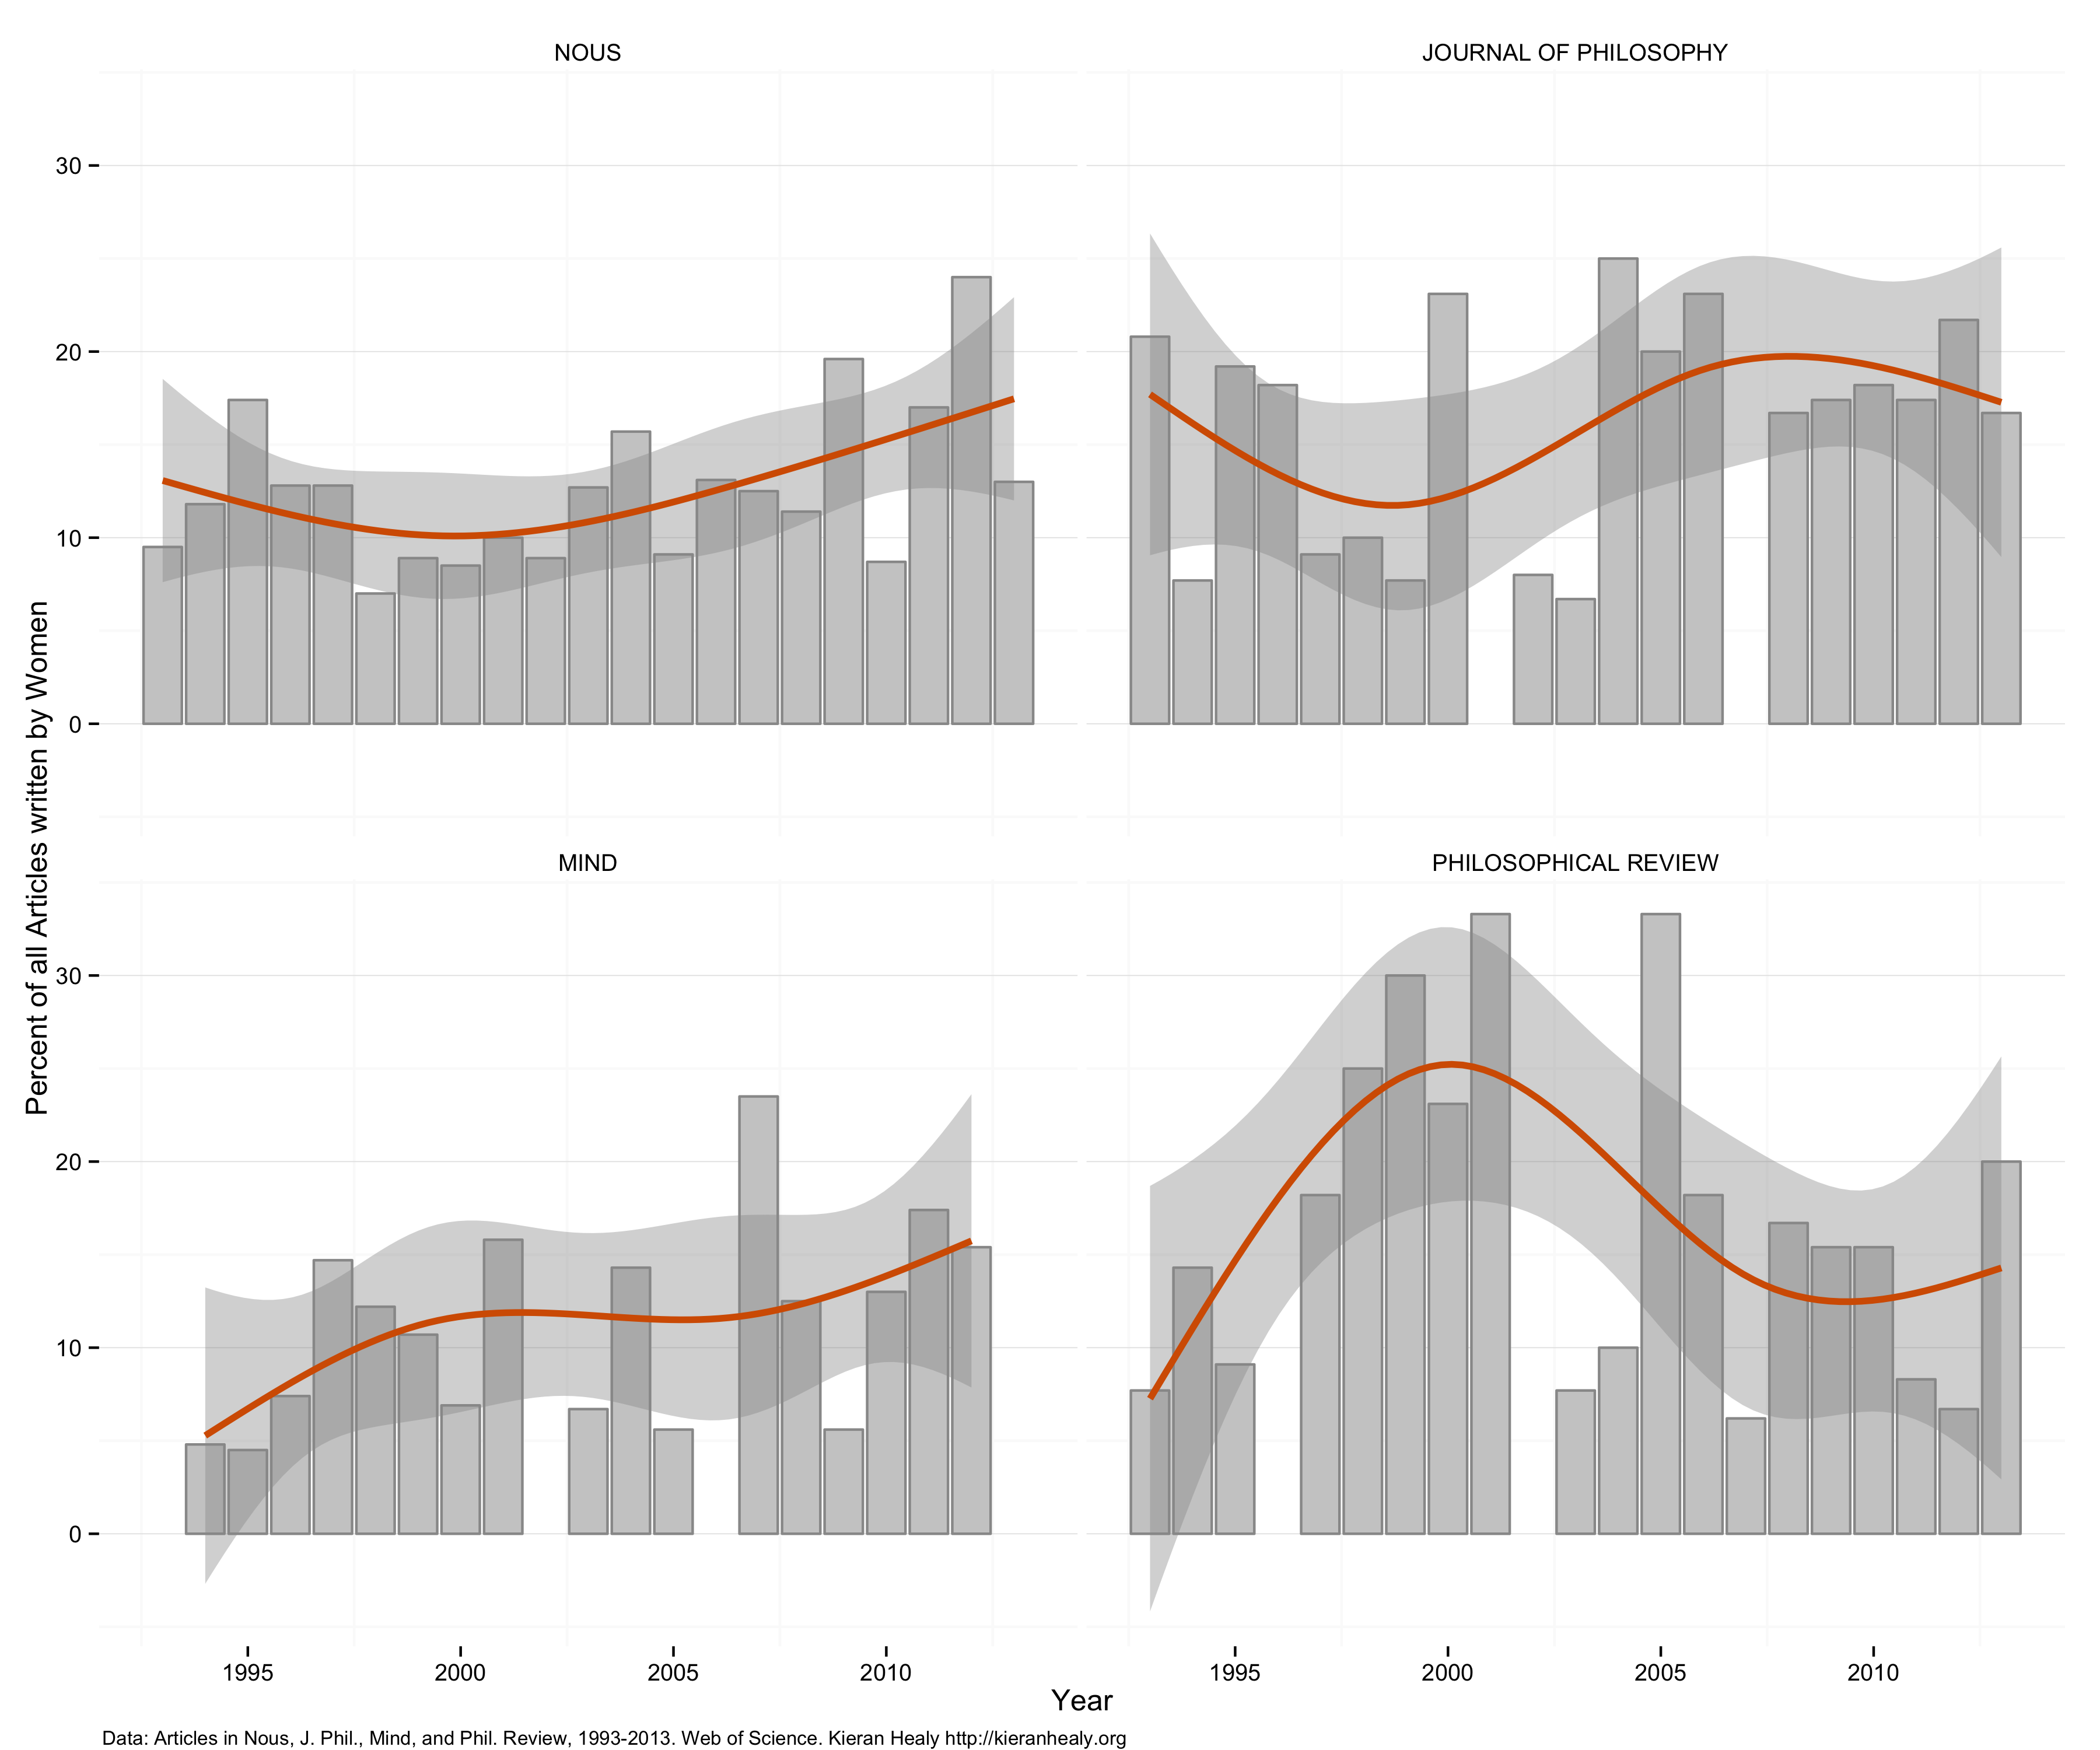 NOUS
JOURNAL OF PHILOSOPHY
30
20
10
0
Percent of all Articles written by Women
MIND
PHILOSOPHICAL REVIEW
30
20
10
0
1995 2000 2005 2010 1995 2000 2005 2010
Year
Data: Articles in Nous, J. Phil., Mind, and Phil. Review, 1993-2013. Web of Science. Kieran Healy http://kieranhealy.org